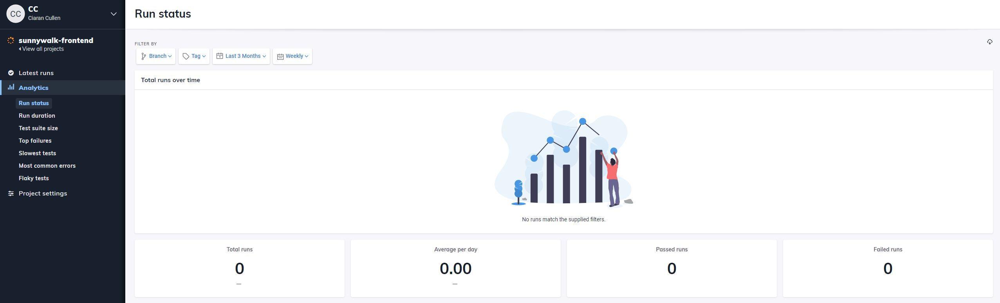 CC
CC
Ciaran Cullen
sunnywalk-frontend
View all projects
Latest runs
Analytics
Run status
Run duration
Test suite size
Top failures
Slowest tests
Most common errors
Flaky tests
Project settings
Run status
FILTER BY
Branch
Tag
Last 3 Months
Weekly
Total runs over time
No runs match the supplied filters.
Total runs
0
—
Average per day
0.00
—
Passed runs
0
Failed runs
0